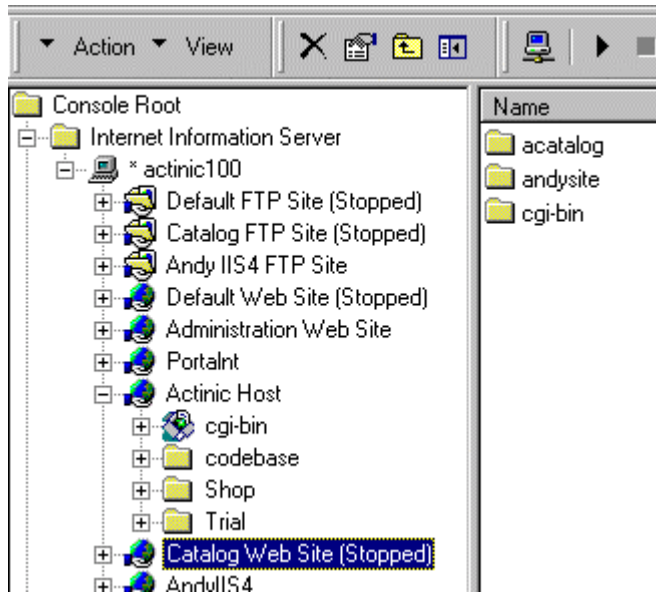 Action View
Console Root
Internet Information Server
* actinic100
Default FTP Site (Stopped)
Catalog FTP Site (Stopped)
Andy IIS4 FTP Site
Default Web Site (Stopped)
Administration Web Site
PortaInt
Actinic Host
cgi-bin
codebase
Shop
Trial
Catalog Web Site (Stopped)
AndyIIS4
Name
acatalog
andysite
cgi-bin